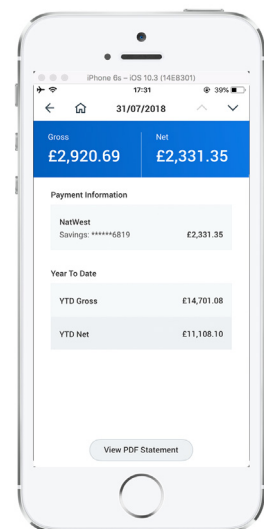 iPhone 6s – iOS 10.3 (14E8301)
17:31
39%
31/07/2018
Gross
£2,920.69
Net
£2,331.35
Payment Information
NatWest
Savings: ******6819
£2,331.35
Year To Date
YTD Gross
£14,701.08
YTD Net
£11,108.10
View PDF Statement